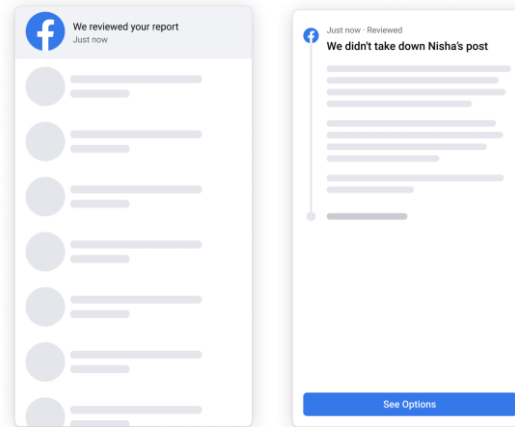 We reviewed your report
Just now
Just now · Reviewed
We didn't take down Nisha's post
See Options